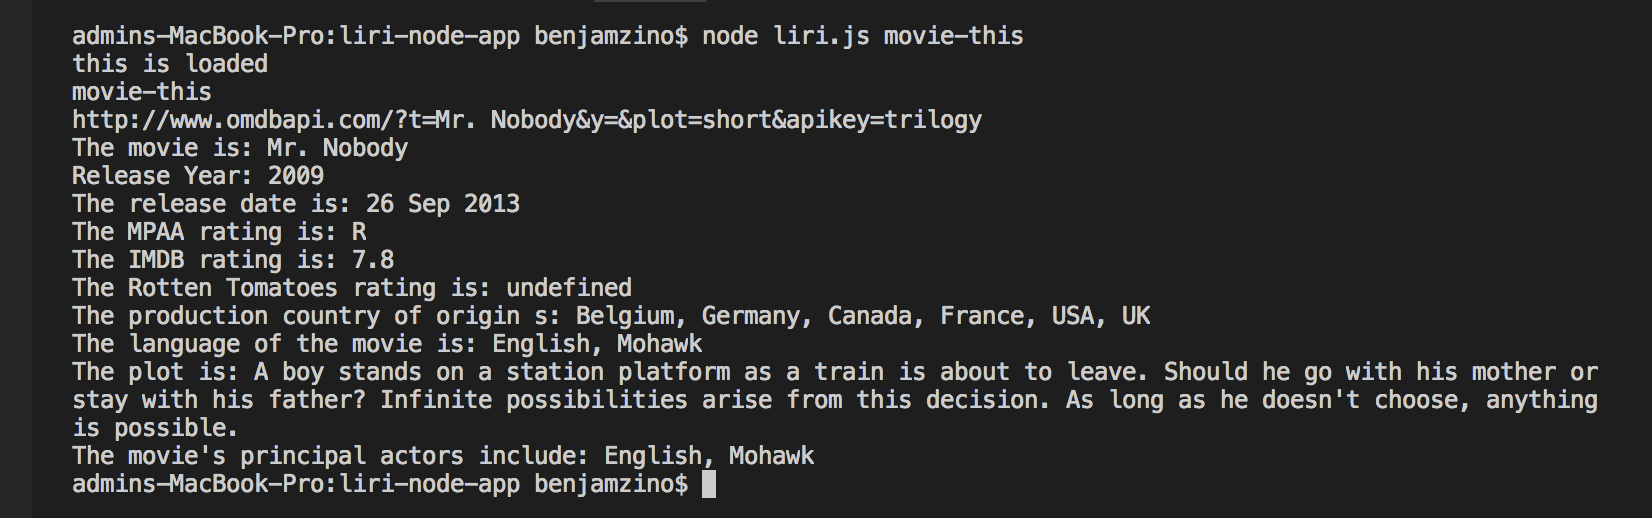 admins-MacBook-Pro:liri-node-app benjamzino$ node liri.js movie-this
this is loaded
movie-this
http://www.omdbapi.com/?t=Mr. Nobody&y=&plot=short&apikey=trilogy
The movie is: Mr. Nobody
Release Year: 2009
The release date is: 26 Sep 2013
The MPAA rating is: R
The IMDB rating is: 7.8
The Rotten Tomatoes rating is: undefined
The production country of origin s: Belgium, Germany, Canada, France, USA, UK
The language of the movie is: English, Mohawk
The plot is: A boy stands on a station platform as a train is about to leave. Should he go with his mother or
stay with his father? Infinite possibilities arise from this decision. As long as he doesn't choose, anything
is possible.
The movie's principal actors include: English, Mohawk
admins-MacBook-Pro:liri-node-app benjamzino$